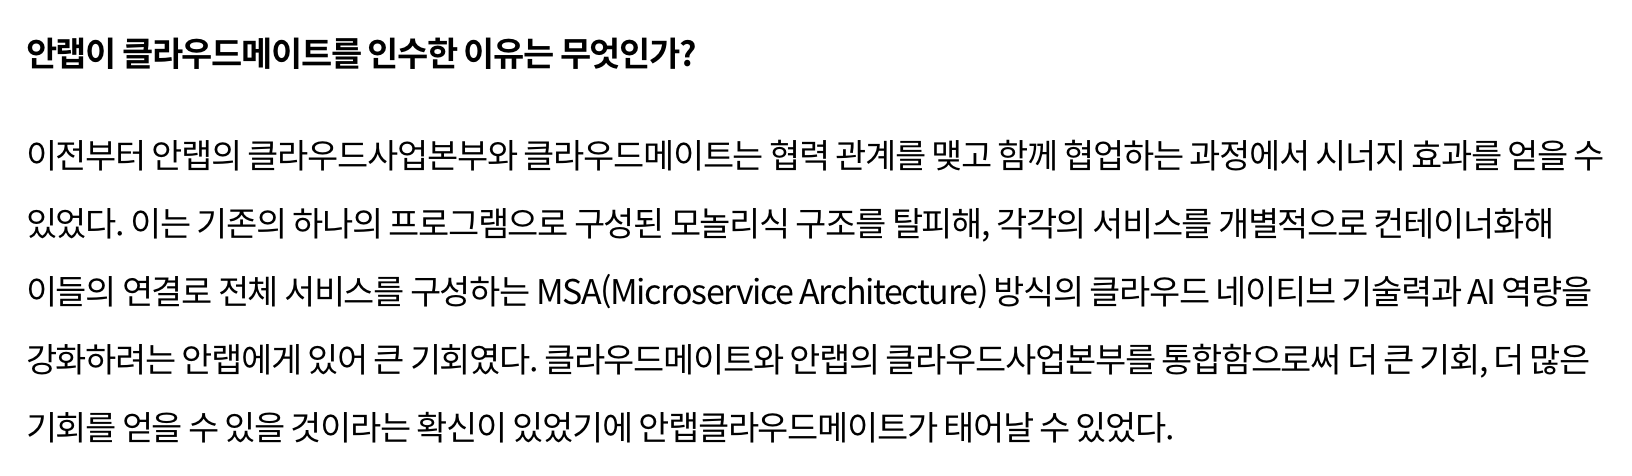 안랩이 클라우드메이트를 인수한 이유는 무엇인가?
이전부터 안랩의 클라우드사업본부와 클라우드메이트는 협력 관계를 맺고 함께 협업하는 과정에서 시너지 효과를 얻을 수
있었다. 이는 기존의 하나의 프로그램으로 구성된 모놀리식 구조를 탈피해, 각각의 서비스를 개별적으로 컨테이너화해
이들의 연결로 전체 서비스를 구성하는 MSA(Microservice Architecture) 방식의 클라우드 네이티브 기술력과 AI 역량을
강화하려는 안랩에게 있어 큰 기회였다. 클라우드메이트와 안랩의 클라우드사업본부를 통합함으로써 더 큰 기회, 더 많은
기회를 얻을 수 있을 것이라는 확신이 있었기에 안랩클라우드메이트가 태어날 수 있었다.